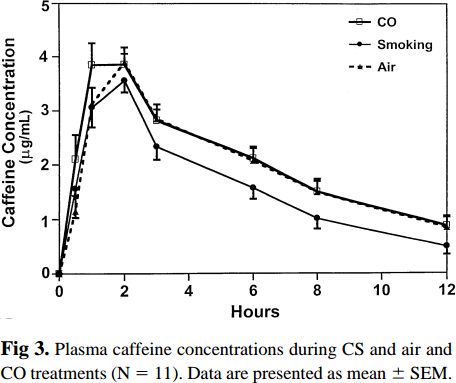 5
4
3
2
1
0
Caffeine Concentration
(µg/mL)
CO
Smoking
Air
0 2 4 6 8 10 12
Hours
Fig 3. Plasma caffeine concentrations during CS and air and
CO treatments (N = 11). Data are presented as mean ± SEM.